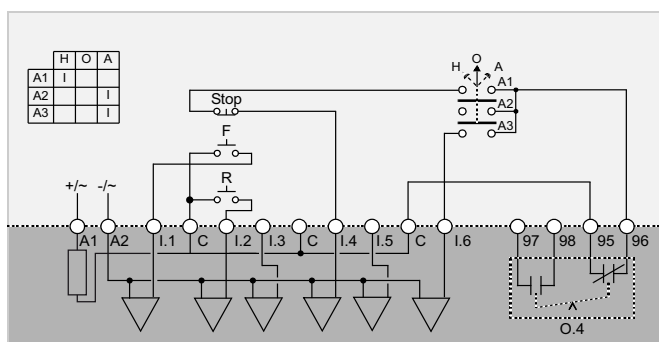 H O A
A1 I
A2 I
A3 I
O
H A
A1
A2
A3
Stop
F
R
+/~ -/~
A1 A2 I.1 C I.2 I.3 C I.4 I.5 C I.6 97 98 95 96
O.4